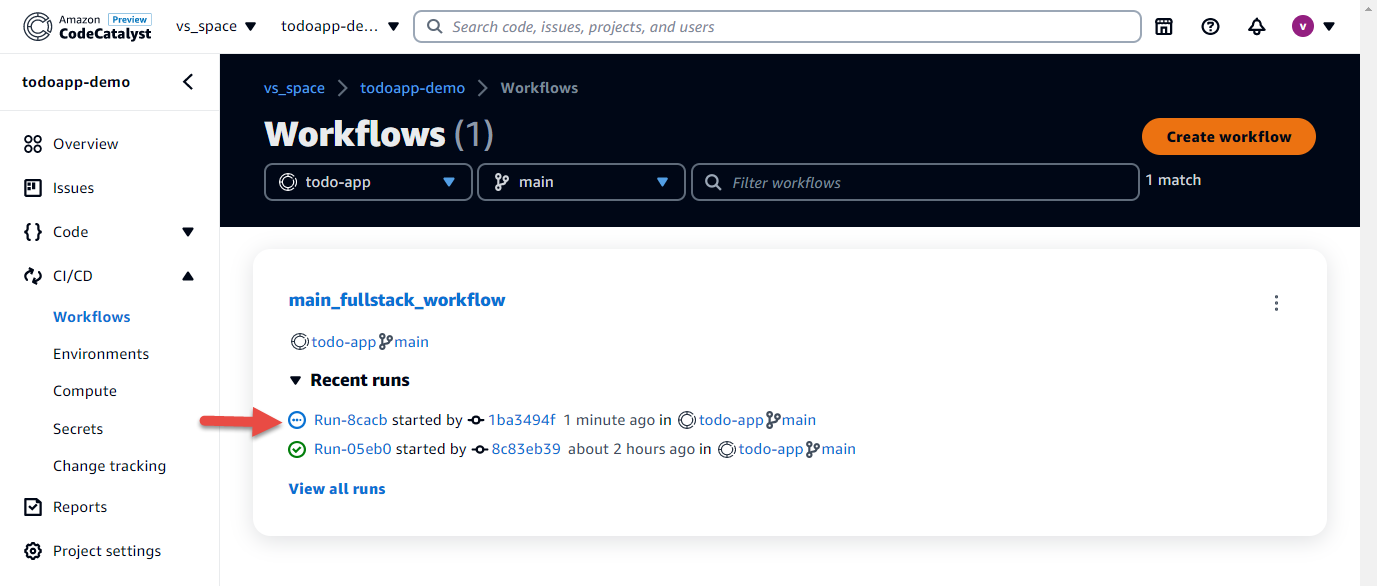 Amazon Preview
CodeCatalyst
vs_space
todoapp-de...
Search code, issues, projects, and users
v
todoapp-demo
Overview
Issues
Code
CI/CD
Workflows
Environments
Compute
Secrets
Change tracking
Reports
Project settings
vs_space todoapp-demo Workflows
Workflows (1)
Create workflow
todo-app
main
Filter workflows
1 match
main_fullstack_workflow
todo-app main
Recent runs
Run-8cacb started by 1ba3494f 1 minute ago in todo-app main
Run-05eb0 started by 8c83eb39 about 2 hours ago in todo-app main
View all runs